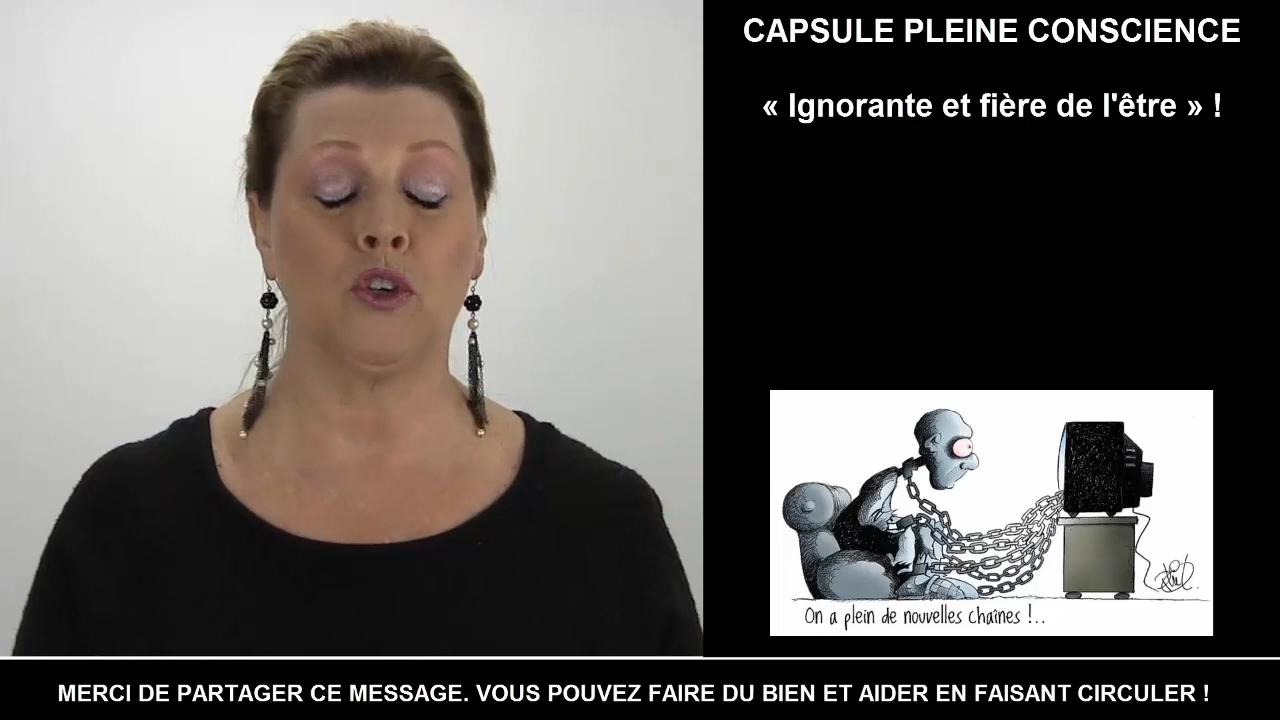 CAPSULE PLEINE CONSCIENCE
« Ignorante et fière de l'être » !
On a plein de nouvelles chaînes !..
MERCI DE PARTAGER CE MESSAGE. VOUS POUVEZ FAIRE DU BIEN ET AIDER EN FAISANT CIRCULER !